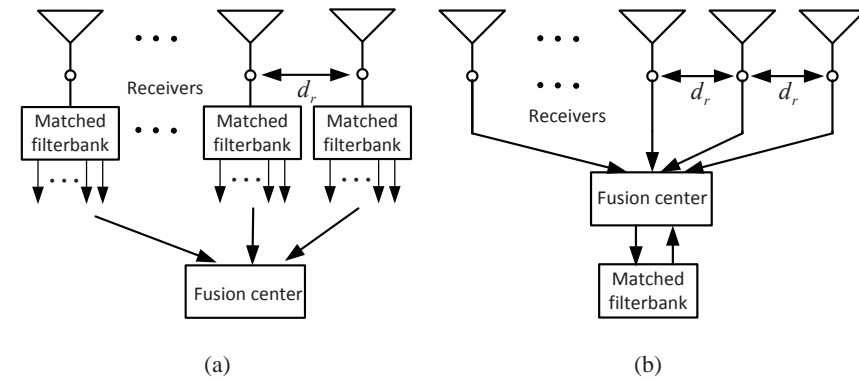 Receivers
d_r
Matched
filterbank
Matched
filterbank
Matched
filterbank
Fusion center
(a)
Receivers
d_r
d_r
Fusion center
Matched
filterbank
(b)